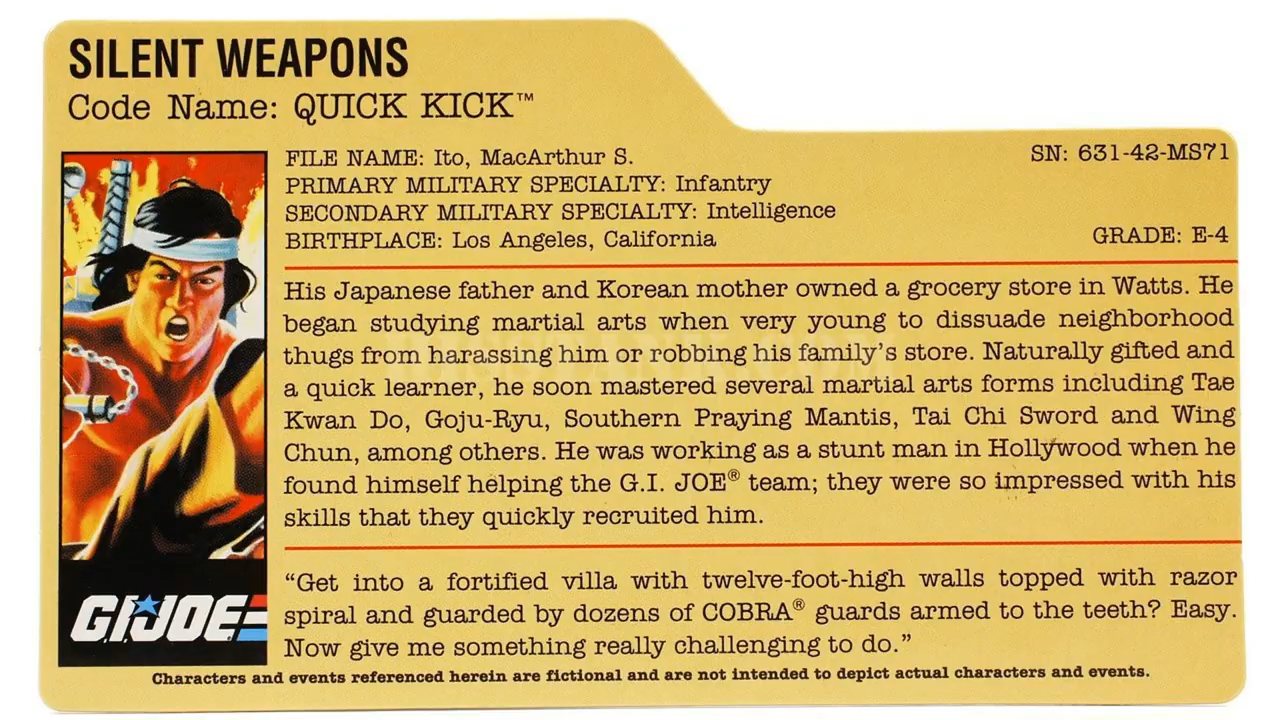 SILENT WEAPONS
Code Name: QUICK KICK™
FILE NAME: Ito, MacArthur S.
SN: 631-42-MS71
PRIMARY MILITARY SPECIALTY: Infantry
SECONDARY MILITARY SPECIALTY: Intelligence
BIRTHPLACE: Los Angeles, California
GRADE: E-4
His Japanese father and Korean mother owned a grocery store in Watts. He
began studying martial arts when very young to dissuade neighborhood
thugs from harassing him or robbing his family's store. Naturally gifted and
a quick learner, he soon mastered several martial arts forms including Tae
Kwan Do, Goju-Ryu, Southern Praying Mantis, Tai Chi Sword and Wing
Chun, among others. He was working as a stunt man in Hollywood when he
found himself helping the G.I. JOE® team; they were so impressed with his
skills that they quickly recruited him.
“Get into a fortified villa with twelve-foot-high walls topped with razor
spiral and guarded by dozens of COBRA® guards armed to the teeth? Easy.
Now give me something really challenging to do.”
G.I. JOE
Characters and events referenced herein are fictional and are not intended to depict actual characters and events.